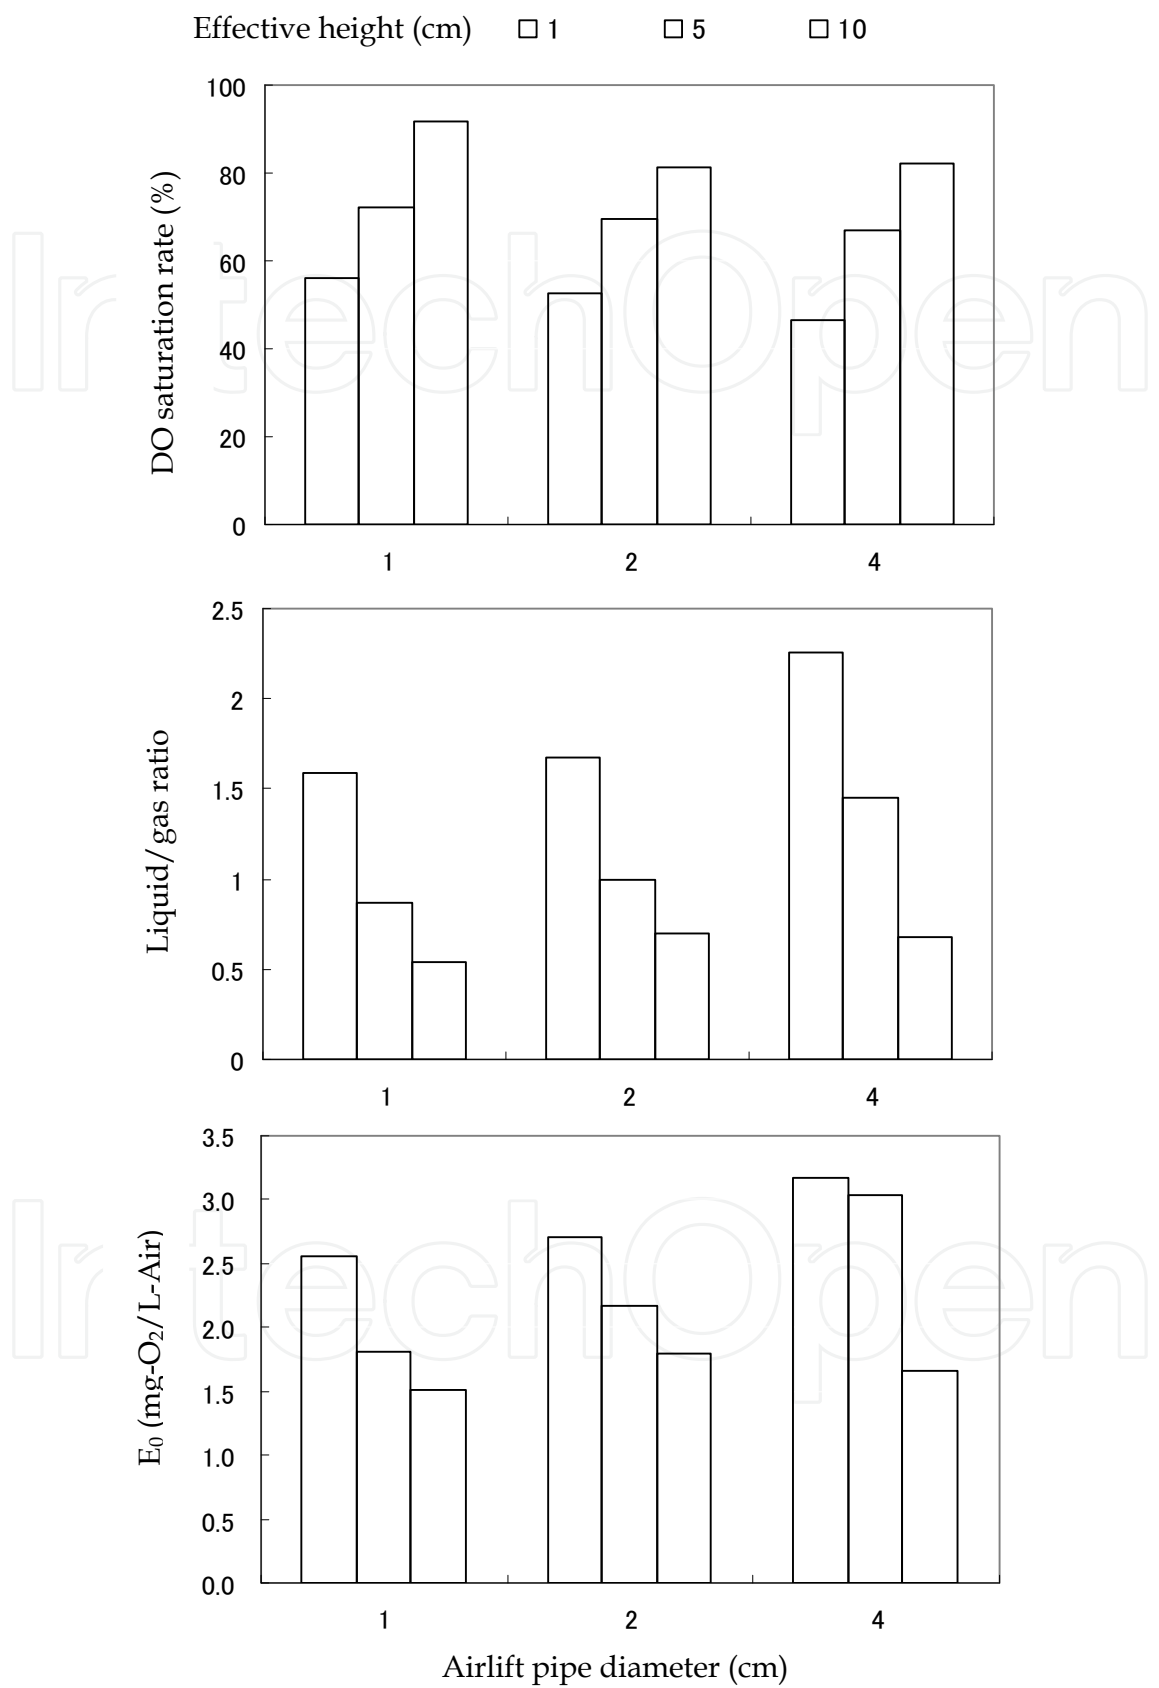 Effective height (cm) 1 5 10
100
80
60
40
20
0
DO saturation rate (%)
1 2 4
2.5
2
1.5
1
0.5
0
Liquid/gas ratio
1 2 4
3.5
3.0
2.5
2.0
1.5
1.0
0.5
0.0
E₀ (mg-O₂/L-Air)
1 2 4
Airlift pipe diameter (cm)
IntechOpen
IntechOpen